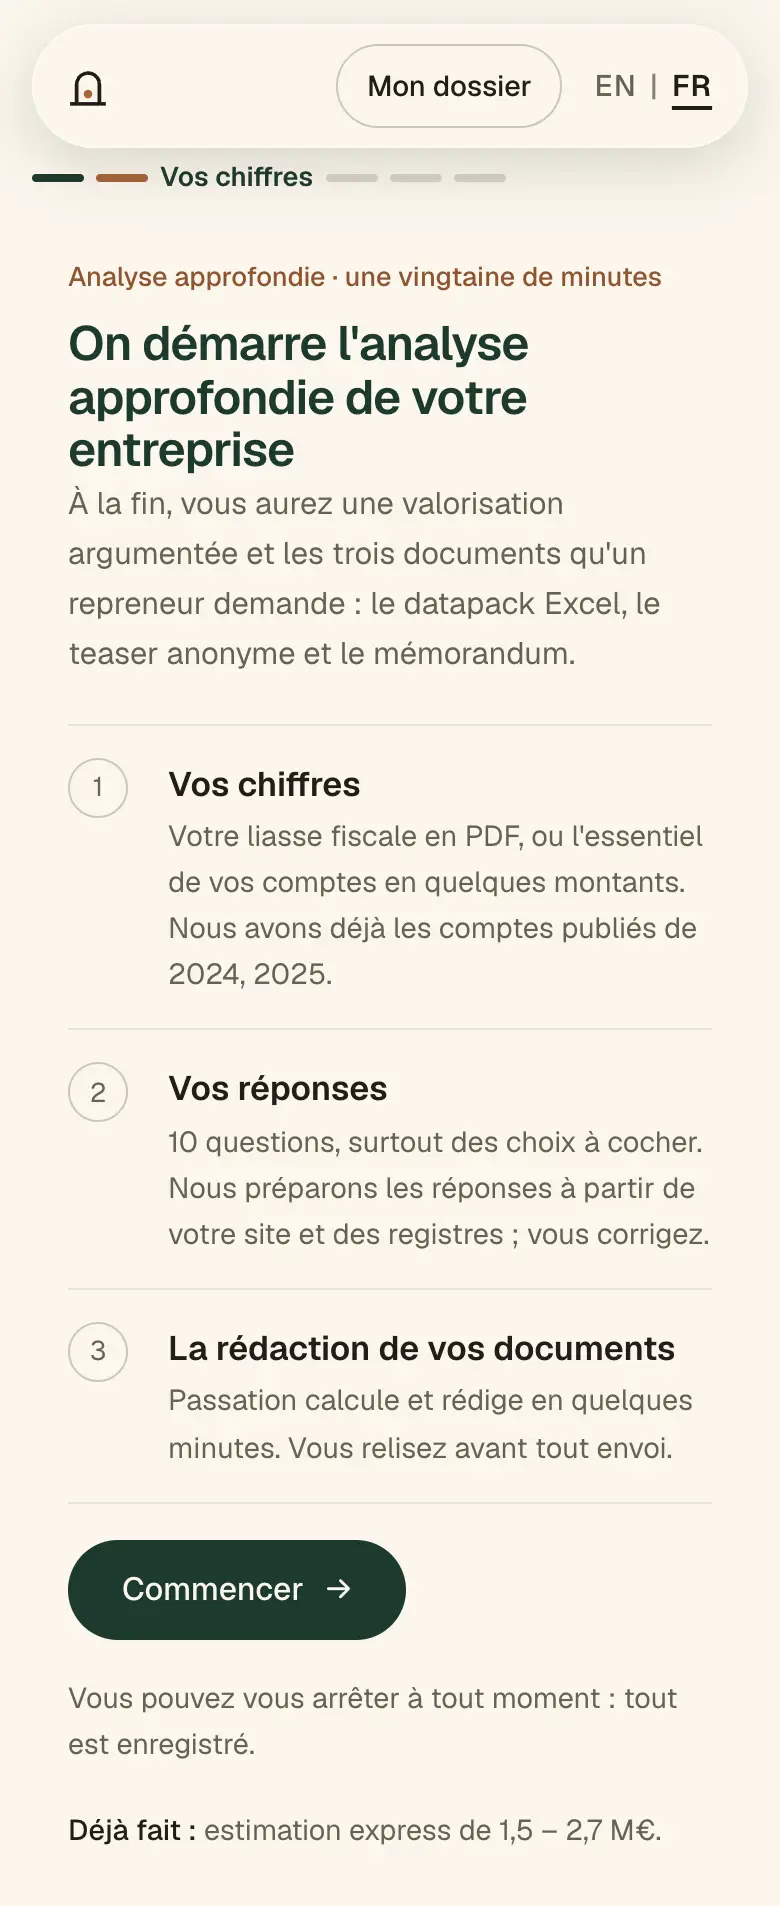 Mon dossier
EN | FR
Vos chiffres
Analyse approfondie · une vingtaine de minutes
On démarre l'analyse
approfondie de votre
entreprise
À la fin, vous aurez une valorisation
argumentée et les trois documents qu'un
repreneur demande : le datapack Excel, le
teaser anonyme et le mémorandum.
1
Vos chiffres
Votre liasse fiscale en PDF, ou l'essentiel
de vos comptes en quelques montants.
Nous avons déjà les comptes publiés de
2024, 2025.
2
Vos réponses
10 questions, surtout des choix à cocher.
Nous préparons les réponses à partir de
votre site et des registres ; vous corrigez.
3
La rédaction de vos documents
Passation calcule et rédige en quelques
minutes. Vous relisez avant tout envoi.
Commencer →
Vous pouvez vous arrêter à tout moment : tout
est enregistré.
Déjà fait : estimation express de 1,5 – 2,7 M€.